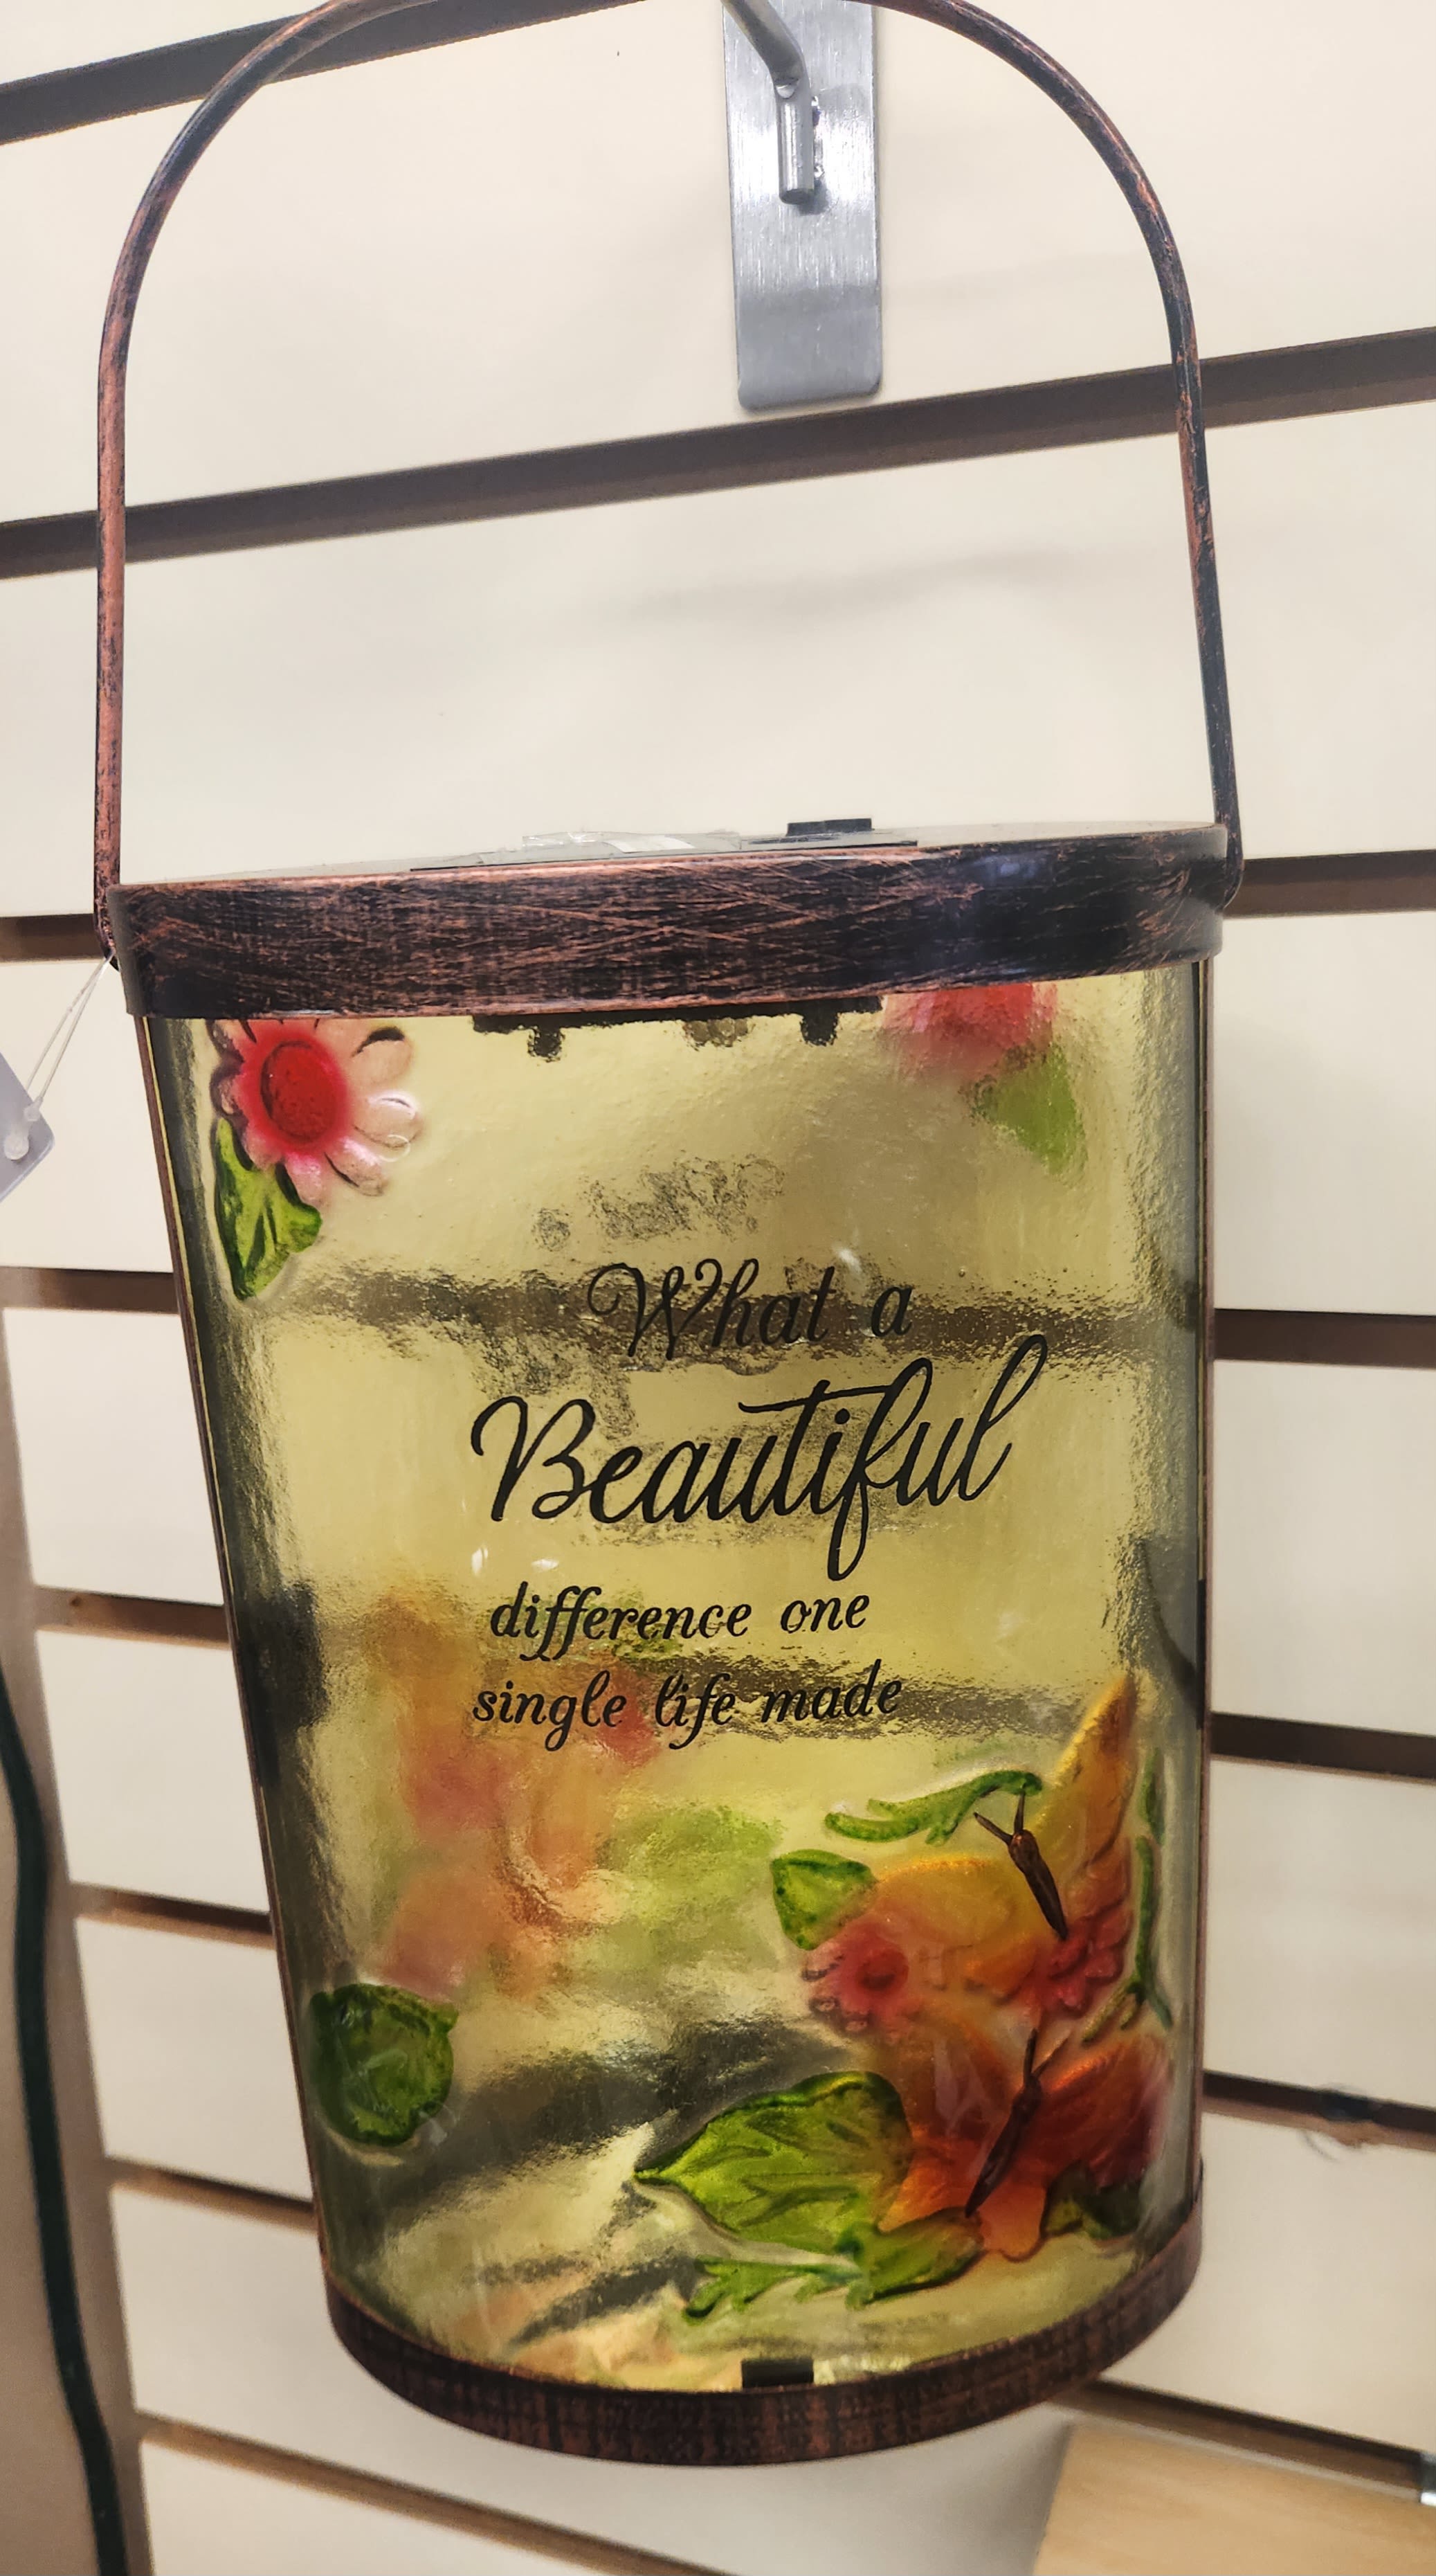 What a
Beautiful
difference one
single life made